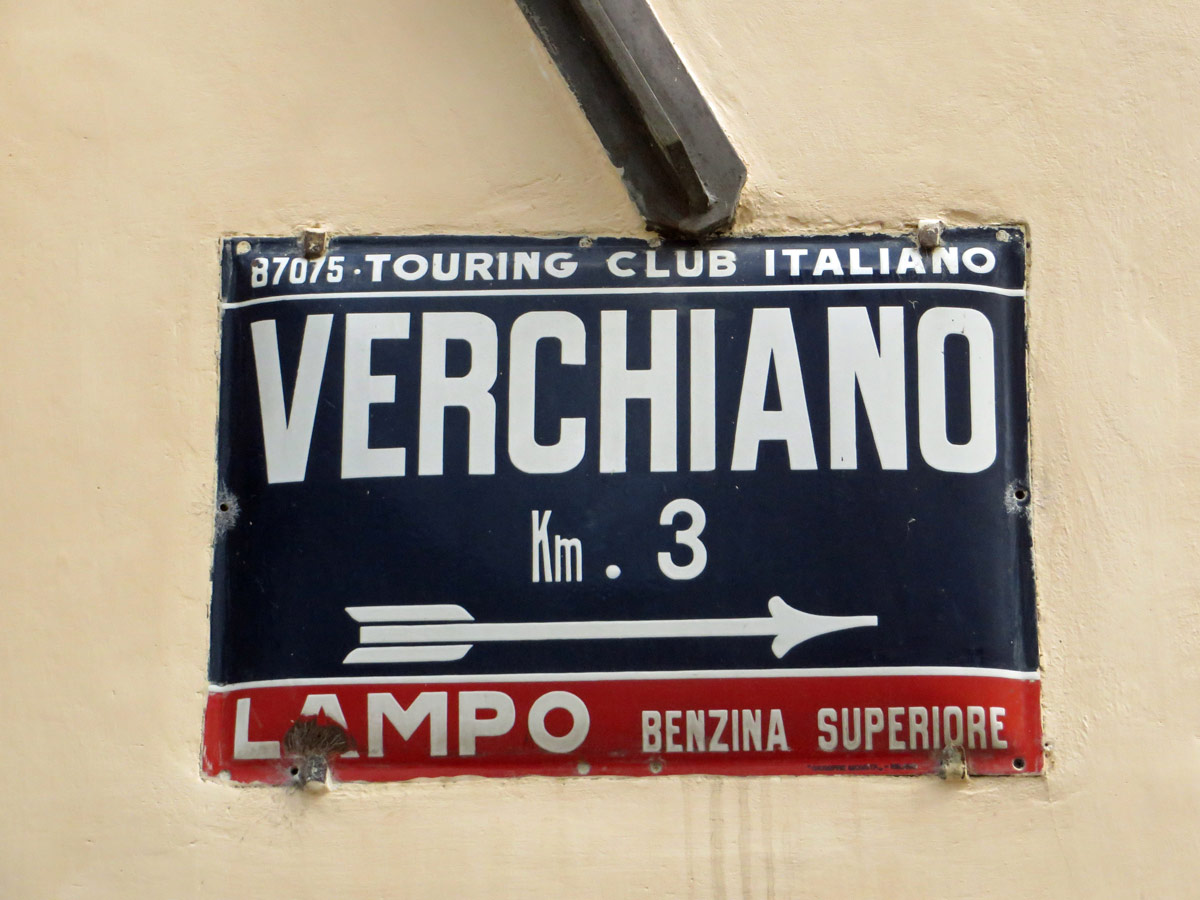 87075 · TOURING CLUB ITALIANO
VERCHIANO
Km . 3
LAMPO BENZINA SUPERIORE